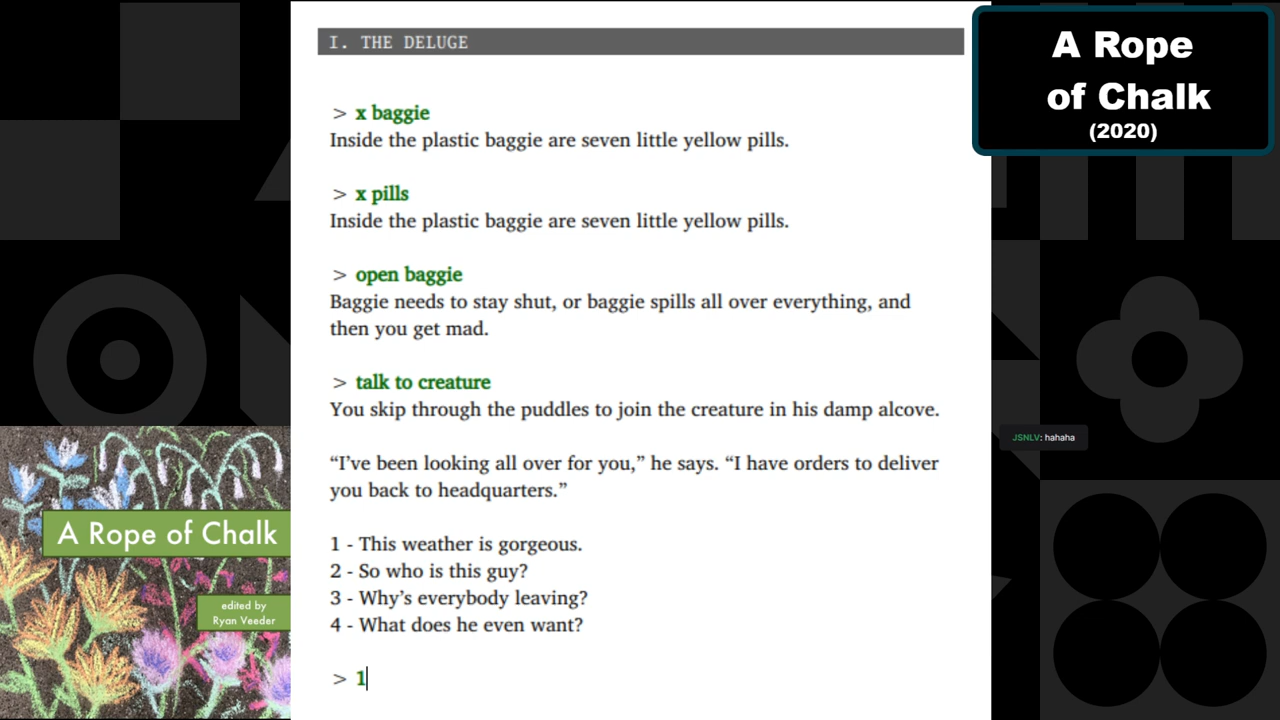 I. THE DELUGE
> x baggie
Inside the plastic baggie are seven little yellow pills.
> x pills
Inside the plastic baggie are seven little yellow pills.
> open baggie
Baggie needs to stay shut, or baggie spills all over everything, and
then you get mad.
> talk to creature
You skip through the puddles to join the creature in his damp alcove.
“I’ve been looking all over for you,” he says. “I have orders to deliver
you back to headquarters.”
1 - This weather is gorgeous.
2 - So who is this guy?
3 - Why’s everybody leaving?
4 - What does he even want?
> 1
A Rope
of Chalk
(2020)
JSNLV: hahaha
A Rope of Chalk
edited by
Ryan Veeder